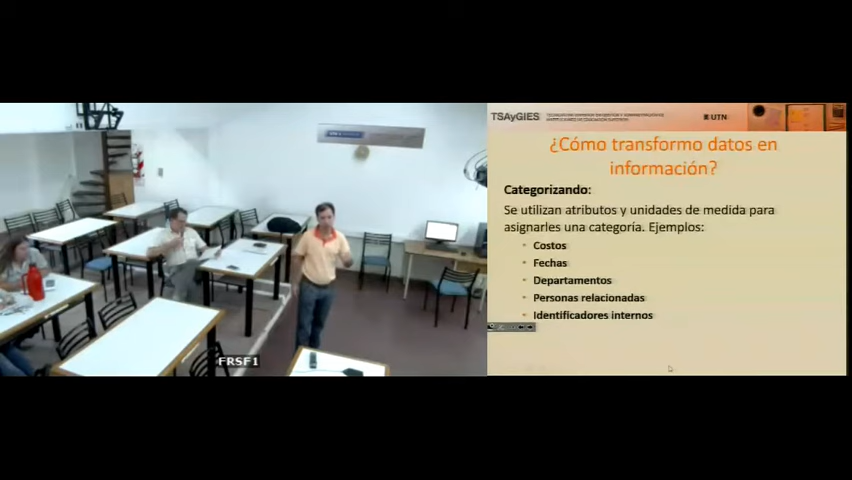 FRSF1
TSAyGIES
UTN
¿Cómo transformo datos en
información?
Categorizando:
Se utilizan atributos y unidades de medida para
asignarles una categoría. Ejemplos:
• Costos
• Fechas
• Departamentos
• Personas relacionadas
• Identificadores internos